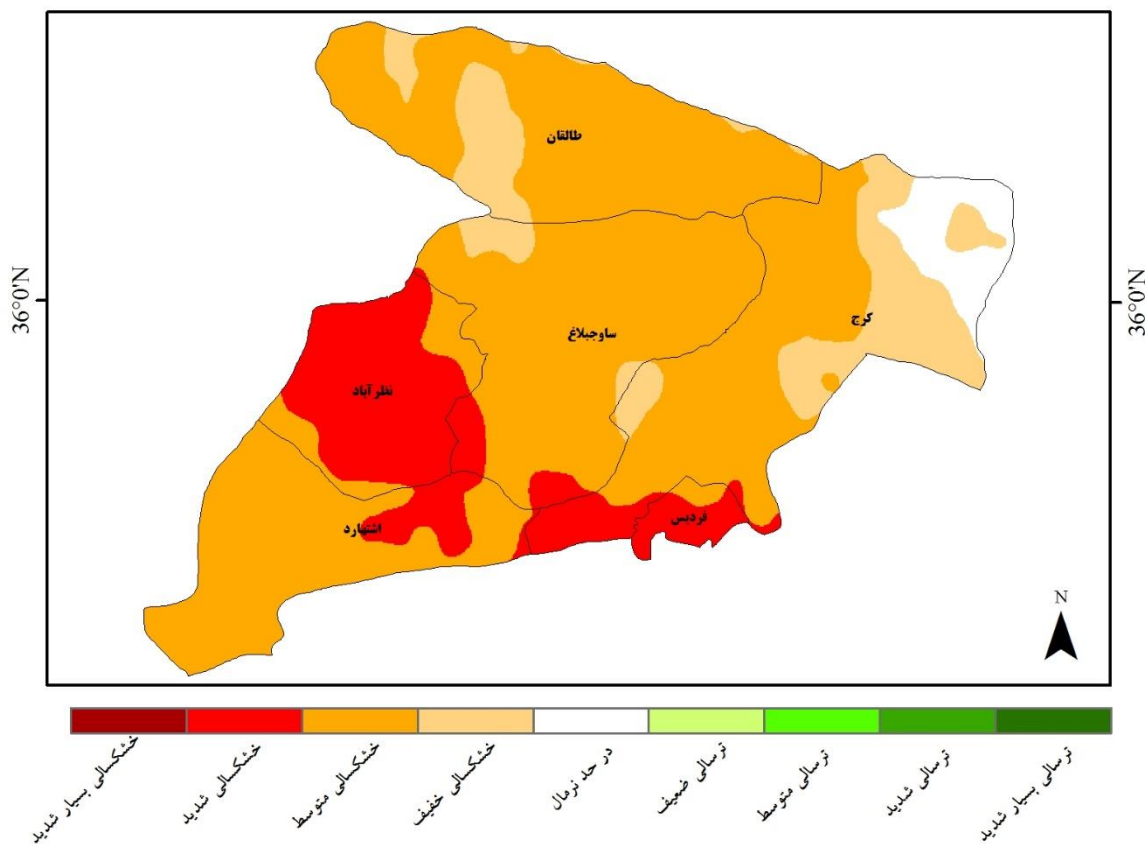 طالقان
36°0'N
36°0'N
کرج
ساوجبلاغ
نظرآباد
فردیس
اشتهارد
N
خشکسالی بسیار شدید
خشکسالی شدید
خشکسالی متوسط
خشکسالی خفیف
در حد نرمال
ترسالی ضعیف
ترسالی متوسط
ترسالی شدید
ترسالی بسیار شدید